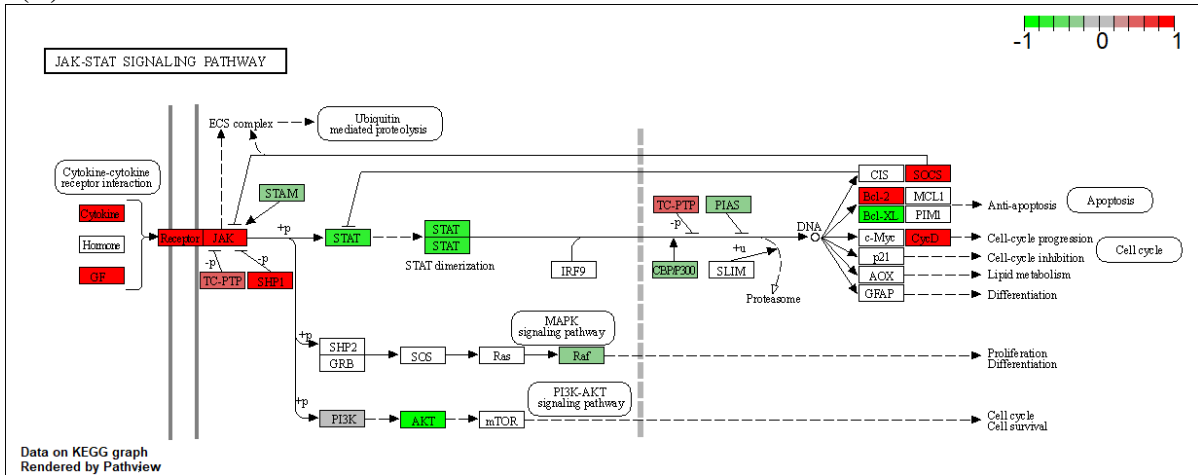 -1 0 1
JAK-STAT SIGNALING PATHWAY
ECS complex
Ubiquitin
mediated proteolysis
Cytokine-cytokine
receptor interaction
Cytokine
Hormone
GF
Receptor
JAK
STAM
+p
-p
-p
TC-PTP
SHP1
STAT
STAT
STAT
STAT dimerization
IRF9
TC-PTP
PIAS
-p
CBP/P300
+u
SLIM
Proteasome
DNA
CIS
SOCS
Bcl-2
MCL1
Bcl-XL
PIM1
c-Myc
CycD
p21
AOX
GFAP
Anti-apoptosis
Apoptosis
Cell-cycle progression
Cell-cycle inhibition
Cell cycle
Lipid metabolism
Differentiation
+p
SHP2
GRB
SOS
Ras
Raf
MAPK
signaling pathway
Proliferation
Differentiation
+p
PI3K
AKT
mTOR
PI3K-AKT
signaling pathway
Cell cycle
Cell survival
Data on KEGG graph
Rendered by Pathview